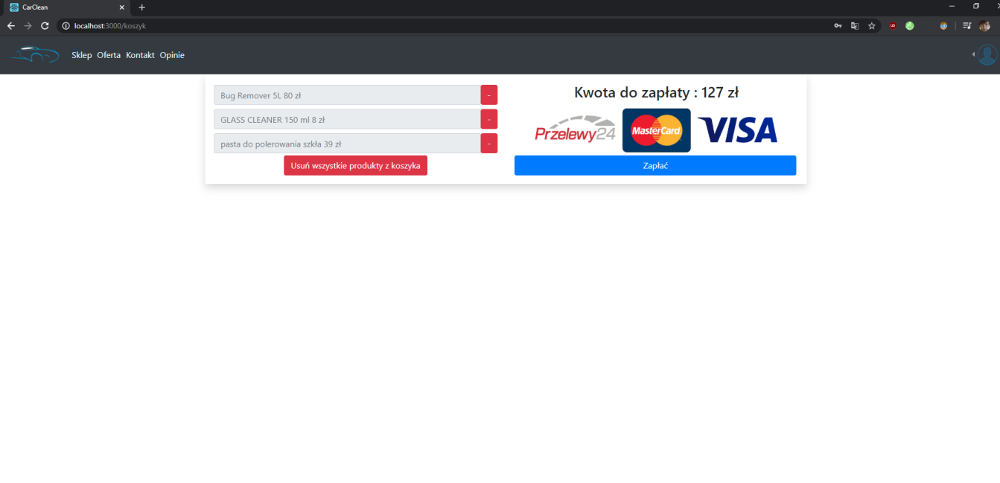 CarClean
localhost:3000/koszyk
Sklep Oferta Kontakt Opinie
Bug Remover 5L 80 zł -
GLASS CLEANER 150 ml 8 zł -
pasta do polerowania szkła 39 zł -
Usuń wszystkie produkty z koszyka
Kwota do zapłaty : 127 zł
Przelewy24 MasterCard VISA
Zapłać